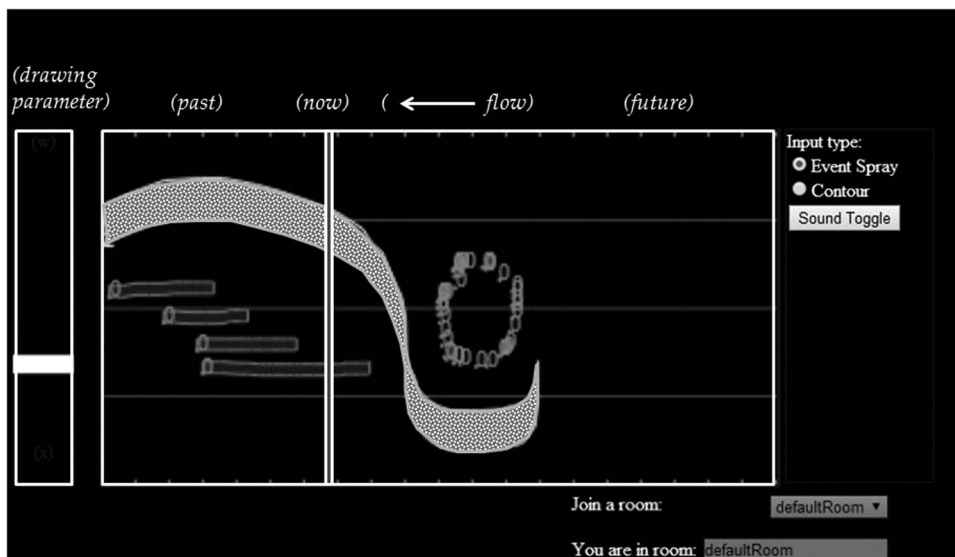 (drawing
parameter)
(past)
(now)
(
flow)
(future)
(w)
(x)
Input type:
Event Spray
Contour
Sound Toggle
Join a room:
defaultRoom
You are in room: defaultRoom